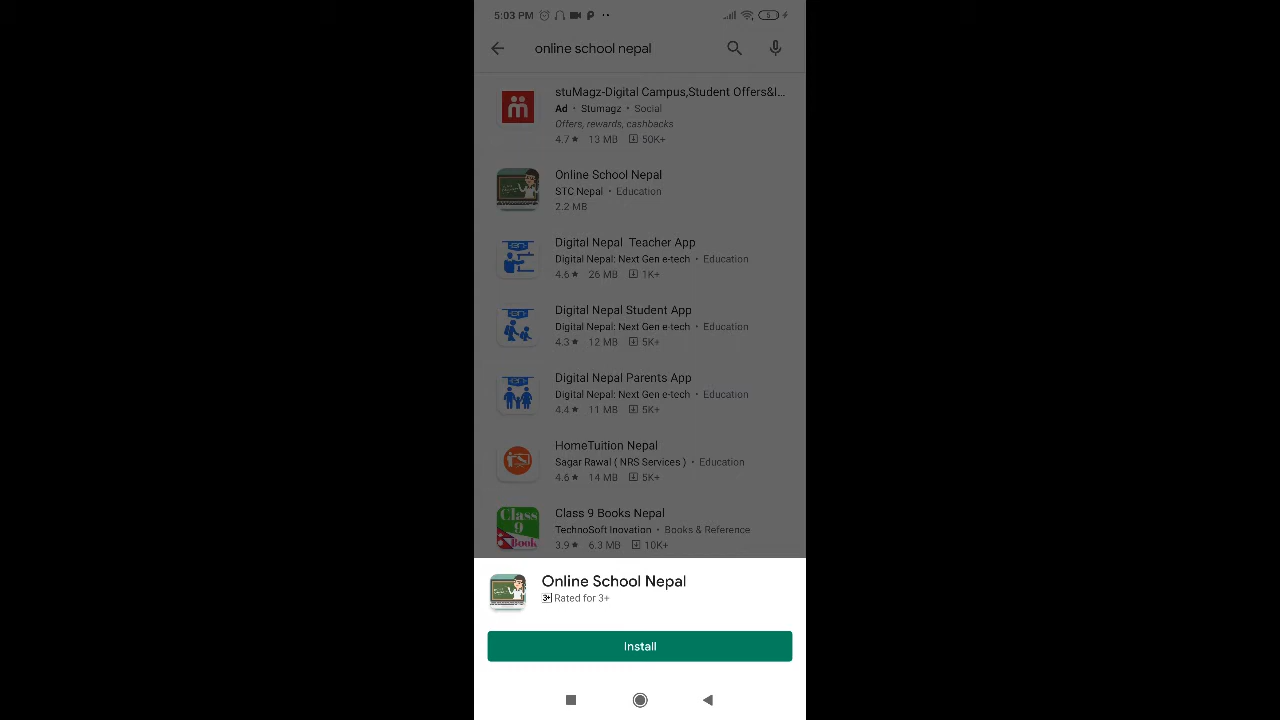 5:03 PM
5
online school nepal
stuMagz-Digital Campus,Student Offers&I...
Ad • Stumagz • Social
Offers, rewards, cashbacks
4.7★ 13 MB 50K+
Online School Nepal
STC Nepal • Education
2.2 MB
Digital Nepal Teacher App
Digital Nepal: Next Gen e-tech • Education
4.6★ 26 MB 1K+
Digital Nepal Student App
Digital Nepal: Next Gen e-tech • Education
4.3★ 12 MB 5K+
Digital Nepal Parents App
Digital Nepal: Next Gen e-tech • Education
4.4★ 11 MB 5K+
HomeTuition Nepal
Sagar Rawal ( NRS Services ) • Education
4.6★ 14 MB 5K+
Class
9
Book
Class 9 Books Nepal
TechnoSoft Inovation • Books & Reference
3.9★ 6.3 MB 10K+
Online School Nepal
3+ Rated for 3+
Install